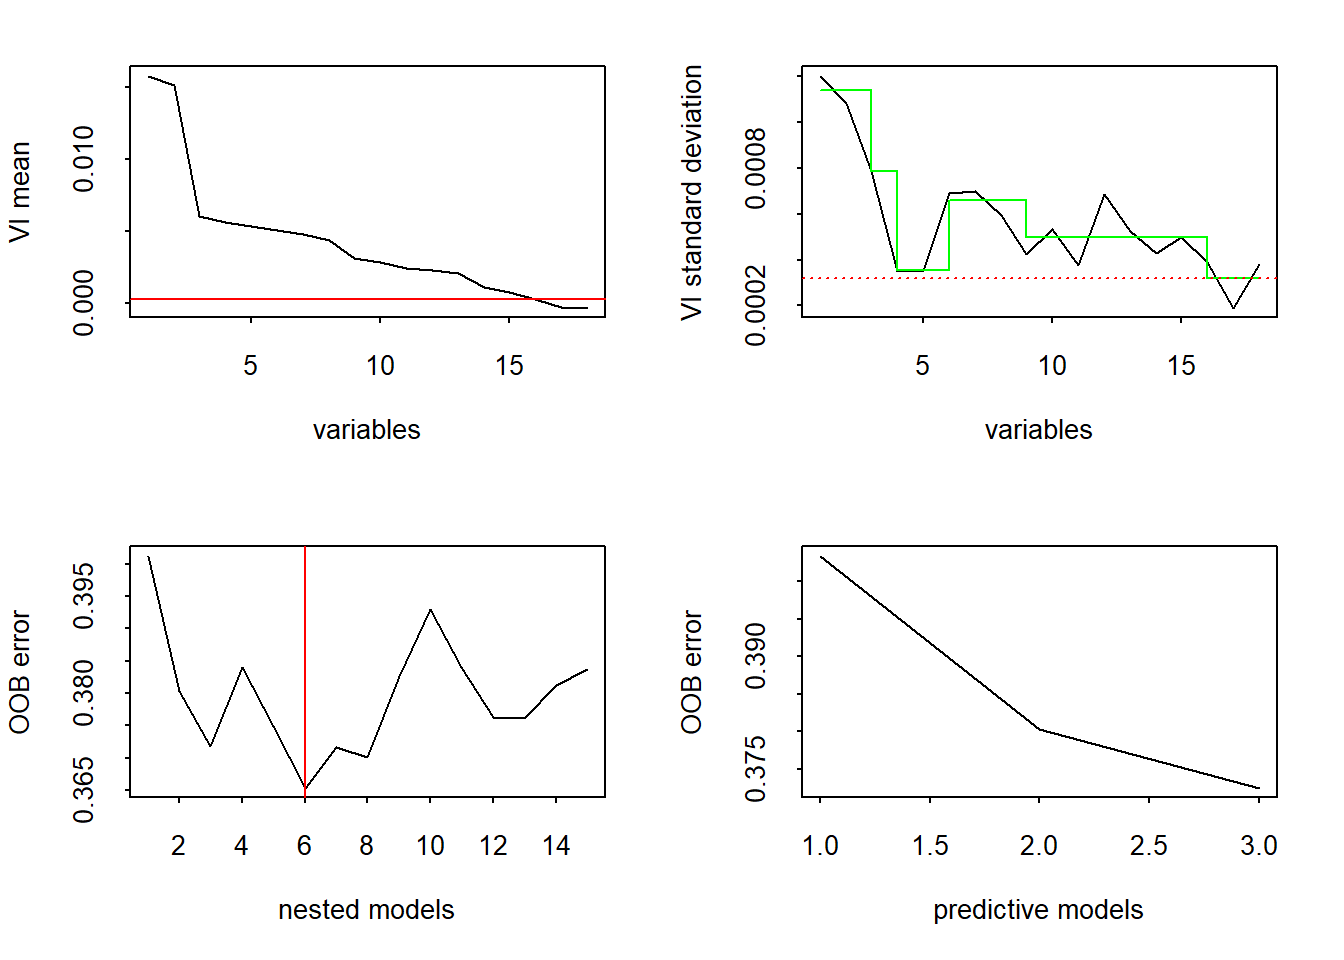 VI mean
0.000 0.010
5 10 15
variables
VI standard deviation
0.0002 0.0008
5 10 15
variables
OOB error
0.365 0.380 0.395
2 4 6 8 10 12 14
nested models
OOB error
0.375 0.390
1.0 1.5 2.0 2.5 3.0
predictive models